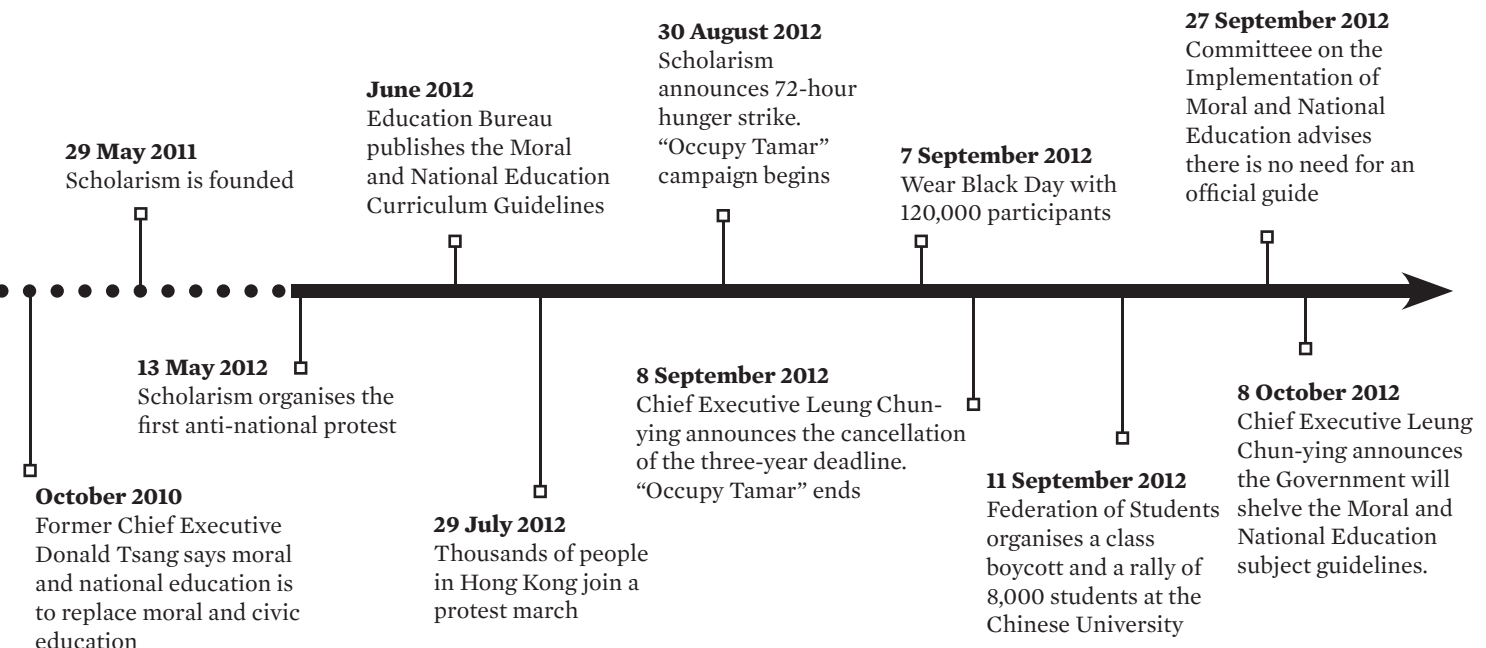 October 2010
Former Chief Executive
Donald Tsang says moral
and national education is
to replace moral and civic
education
29 May 2011
Scholarism is founded
13 May 2012
Scholarism organises the
first anti-national protest
June 2012
Education Bureau
publishes the Moral
and National Education
Curriculum Guidelines
29 July 2012
Thousands of people
in Hong Kong join a
protest march
30 August 2012
Scholarism
announces 72-hour
hunger strike.
“Occupy Tamar”
campaign begins
7 September 2012
Wear Black Day with
120,000 participants
8 September 2012
Chief Executive Leung Chun-
ying announces the cancellation
of the three-year deadline.
“Occupy Tamar” ends
11 September 2012
Federation of Students
organises a class
boycott and a rally of
8,000 students at the
Chinese University
27 September 2012
Committeee on the
Implementation of
Moral and National
Education advises
there is no need for an
official guide
8 October 2012
Chief Executive Leung
Chun-ying announces
the Government will
shelve the Moral and
National Education
subject guidelines.